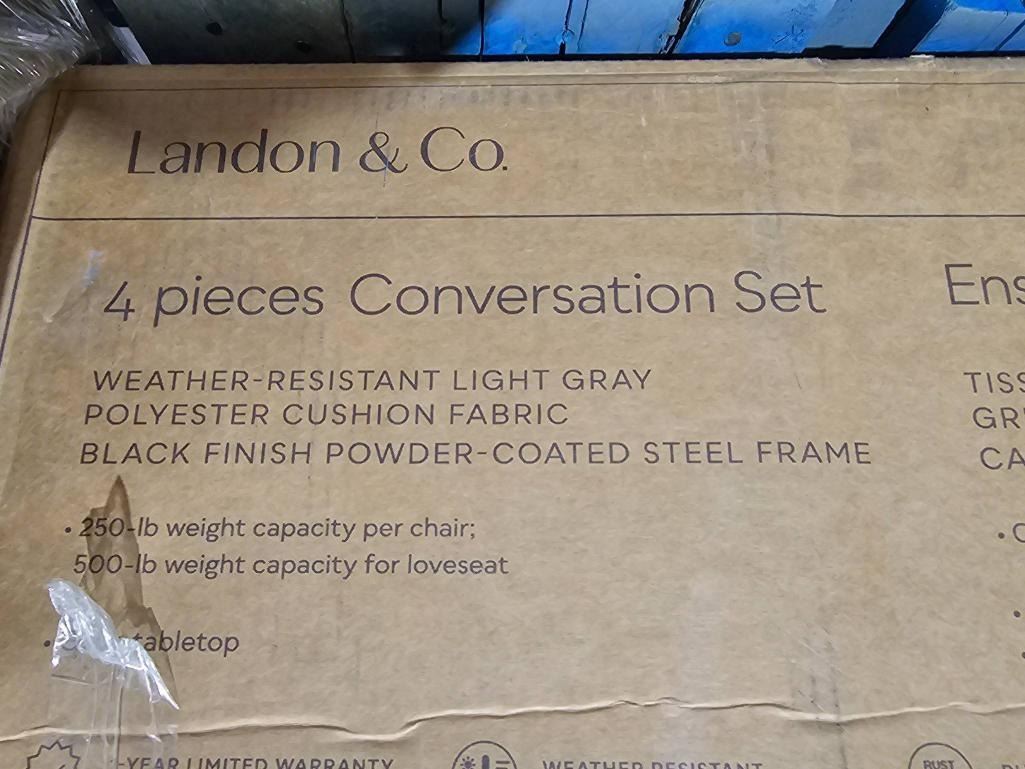 Landon & Co.
4 pieces Conversation Set
WEATHER-RESISTANT LIGHT GRAY
POLYESTER CUSHION FABRIC
BLACK FINISH POWDER-COATED STEEL FRAME
• 250-lb weight capacity per chair;
500-lb weight capacity for loveseat
• tabletop
-YEAR LIMITED WARRANTY
WEATHER RESISTANT
RUST
Ens
TISS
GR
CA